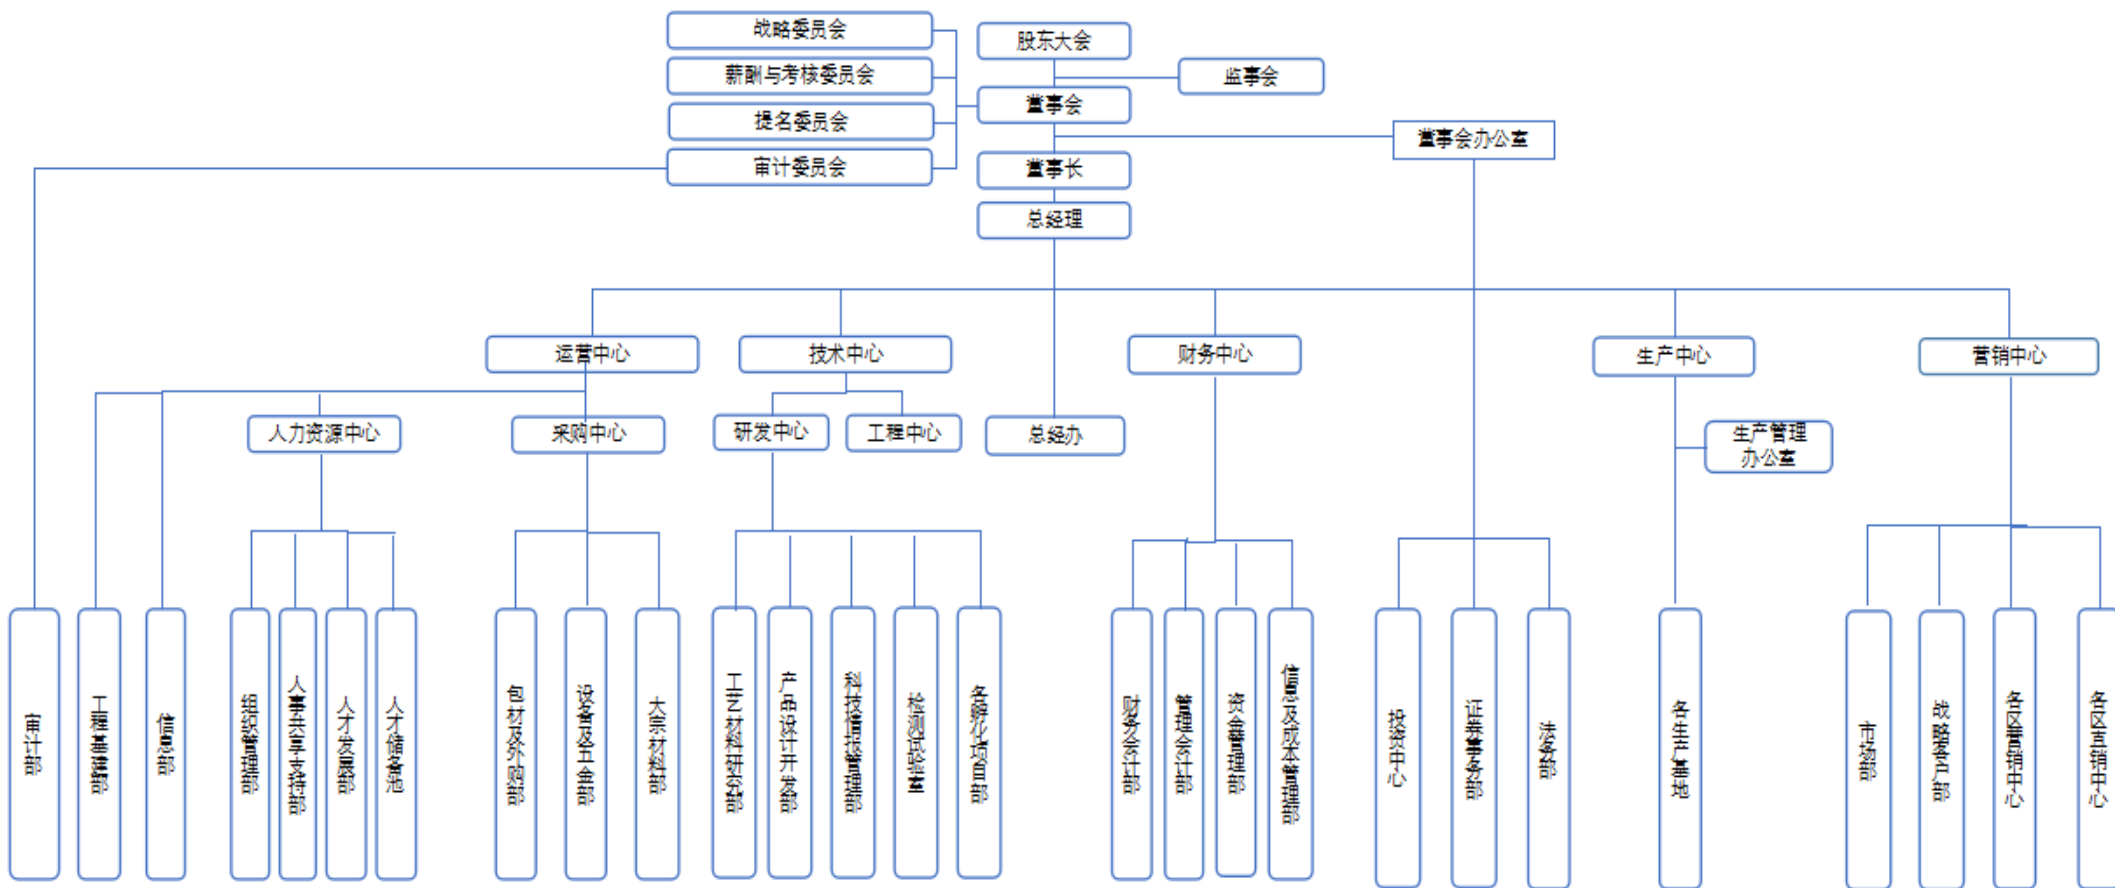 战略委员会
股东大会
薪酬与考核委员会
监事会
董事会
提名委员会
董事会办公室
审计委员会
董事长
总经理
运营中心
技术中心
财务中心
生产中心
营销中心
人力资源中心
采购中心
研发中心
工程中心
总经办
生产管理
办公室
审计部
工程基建部
信息部
组织管理部
人事共享支持部
人才发展部
人才储备池
包材及外购部
设备及五金部
大宗材料部
工艺材料研究部
产品设计开发部
科技情报管理部
检测试验室
各孵化项目部
财务会计部
管理会计部
资金管理部
信息及成本管理部
投资中心
证券事务部
法务部
各生产基地
市场部
战略客户部
各区营销中心
各区直销中心